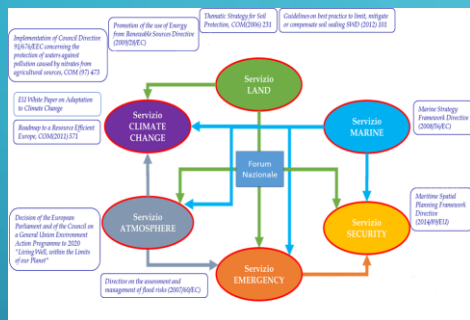 Promotion of the use of Energy
from Renewable Sources Directive
(2009/28/EC)
Thematic Strategy for Soil
Protection, COM(2006) 231
Guidelines on best practice to limit, mitigate
or compensate soil sealing SWD (2012) 101
Implementation of Council Directive
91/676/EEC concerning the
protection of waters against
pollution caused by nitrates from
agricultural sources, COM (97) 473
EU White Paper on Adaptation
to Climate Change
Roadmap to a Resource Efficient
Europe, COM(2011) 571
Servizio
LAND
Servizio
CLIMATE
CHANGE
Servizio
MARINE
Marine Strategy
Framework Directive
(2008/56/EC)
Forum
Nazionale
Servizio
ATMOSPHERE
Servizio
SECURITY
Maritime Spatial
Planning Framework
Directive
(2014/89/EU)
Decision of the European
Parliament and of the Council on
a General Union Environment
Action Programme to 2020
"Living Well, within the Limits
of our Planet"
Servizio
EMERGENCY
Directive on the assessment and
management of flood risks (2007/60/EC)